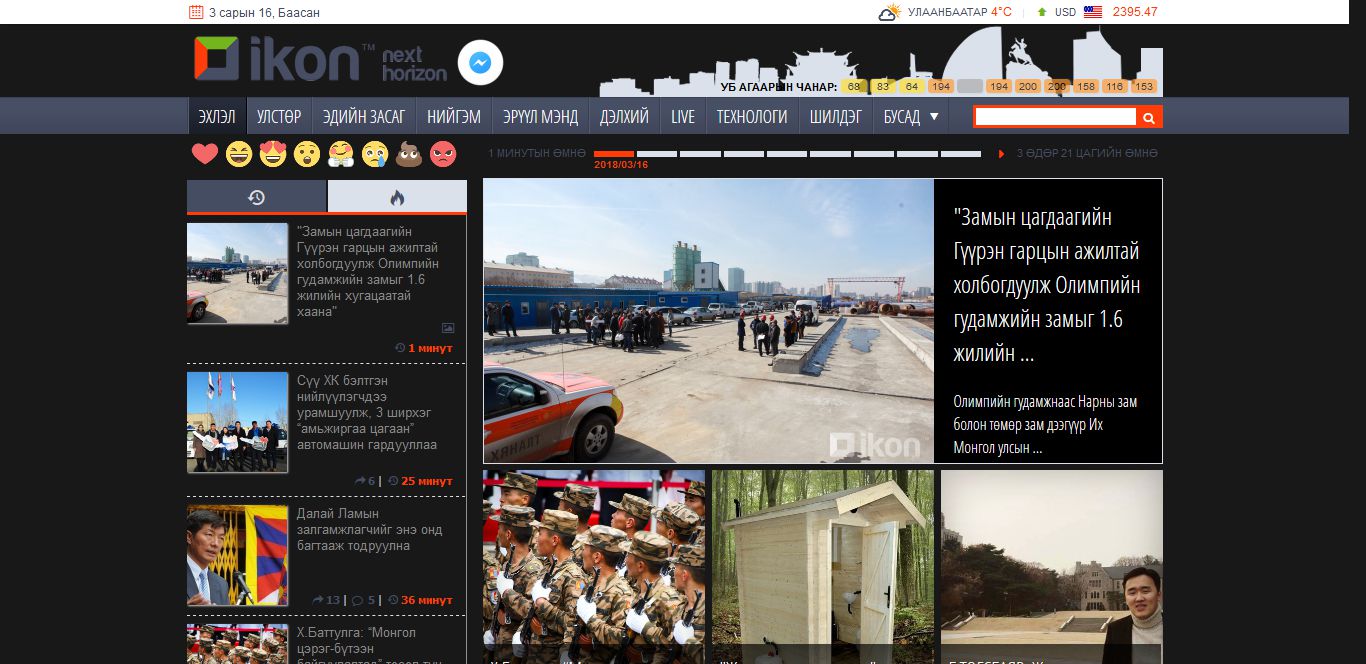 3 сарын 16, Баасан
УЛААНБААТАР 4°C
USD 2395.47
ikon™ next horizon
УБ АГААРЫН ЧАНАР: 68 83 64 194 194 200 200 158 116 153
ЭХЛЭЛ УЛСТӨР ЭДИЙН ЗАСАГ НИЙГЭМ ЭРҮҮЛ МЭНД ДЭЛХИЙ LIVE ТЕХНОЛОГИ ШИЛДЭГ БУСАД
1 МИНУТЫН ӨМНӨ
2018/03/16
3 ӨДӨР 21 ЦАГИЙН ӨМНӨ
"Замын цагдаагийн
Гүүрэн гарцын ажилтай
холбогдуулж Олимпийн
гудамжийн замыг 1.6
жилийн хугацаатай
хаана"
1 минут
Сүү ХК бэлтгэн
нийлүүлэгчдээ
урамшуулж, 3 ширхэг
“амьжиргаа цагаан”
автомашин гардууллаа
6 | 25 минут
Далай Ламын
залгамжлагчийг энэ онд
багтааж тодруулна
13 | 5 | 36 минут
Х.Баттулга: “Монгол
цэрэг-бүтээн
"Замын цагдаагийн
Гүүрэн гарцын ажилтай
холбогдуулж Олимпийн
гудамжийн замыг 1.6
жилийн ...
Олимпийн гудамжнаас Нарны зам
болон төмөр зам дээгүүр Их
Монгол улсын ...
ХЯНАЛТ
ikon